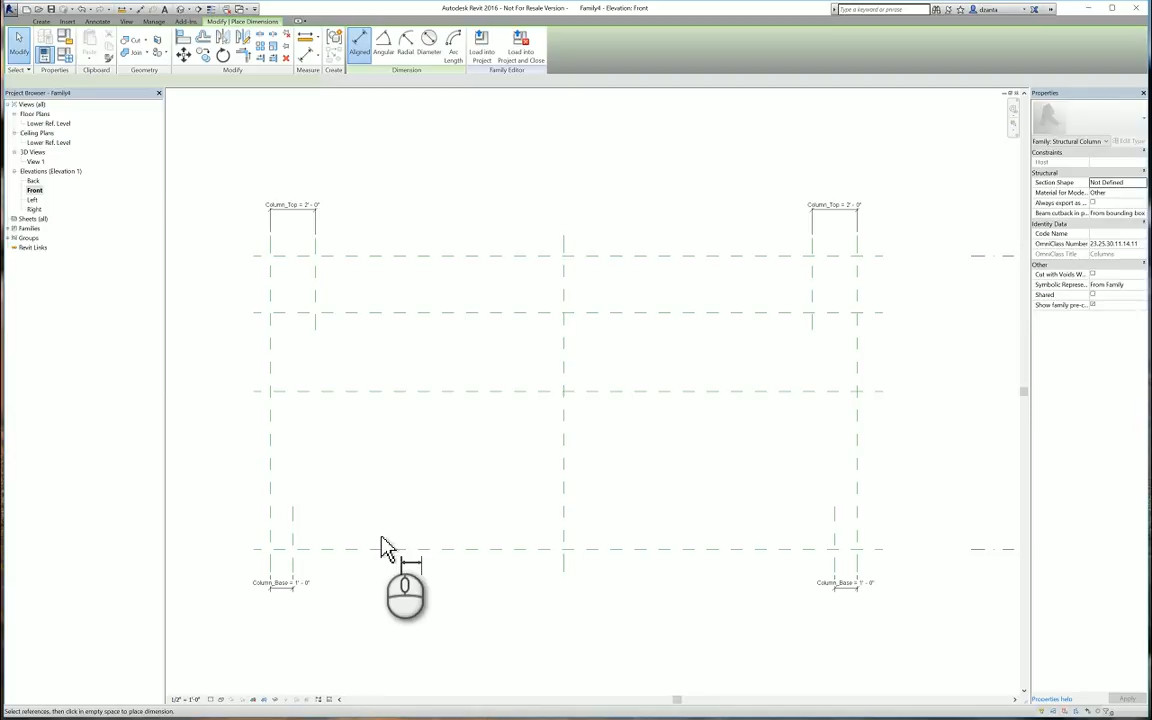 Autodesk Revit 2016 - Not For Resale Version - Family4 - Elevation: Front
Type a keyword or phrase
dzanta
Create Insert Annotate View Manage Add-Ins Modify | Place Dimensions
Modify
Paste
Cut
Join
Aligned Angular Radial Diameter Arc Length
Load into Project
Load into Project and Close
Select Properties Clipboard Geometry Modify Measure Create Dimension Family Editor
Project Browser - Family4
Views (all)
Floor Plans
Lower Ref. Level
Ceiling Plans
Lower Ref. Level
3D Views
View 1
Elevations (Elevation 1)
Back
Front
Left
Right
Sheets (all)
Families
Groups
Revit Links
Column_Top = 2' - 0"
Column_Top = 2' - 0"
Column_Base = 1' - 0"
Column_Base = 1' - 0"
Properties
Family: Structural Column
Edit Type
Constraints
Host
Structural
Section Shape Not Defined
Material for Mode... Other
Always export as ...
Beam cutback in p... from bounding box
Identity Data
Code Name
OmniClass Number 23.25.30.11.14.11
OmniClass Title Columns
Other
Cut with Voids W...
Symbolic Represe... from Family
Shared
Show family pre-c...
Properties help
Apply
1/2" = 1'-0"
Select references, then click in empty space to place dimension.